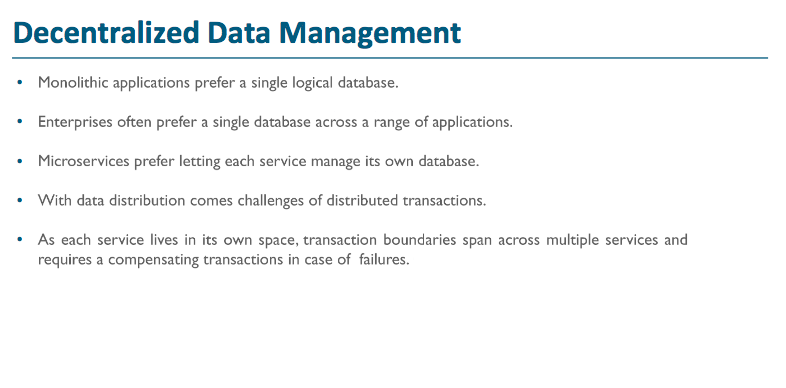 Decentralized Data Management
• Monolithic applications prefer a single logical database.
• Enterprises often prefer a single database across a range of applications.
• Microservices prefer letting each service manage its own database.
• With data distribution comes challenges of distributed transactions.
• As each service lives in its own space, transaction boundaries span across multiple services and
requires a compensating transactions in case of failures.